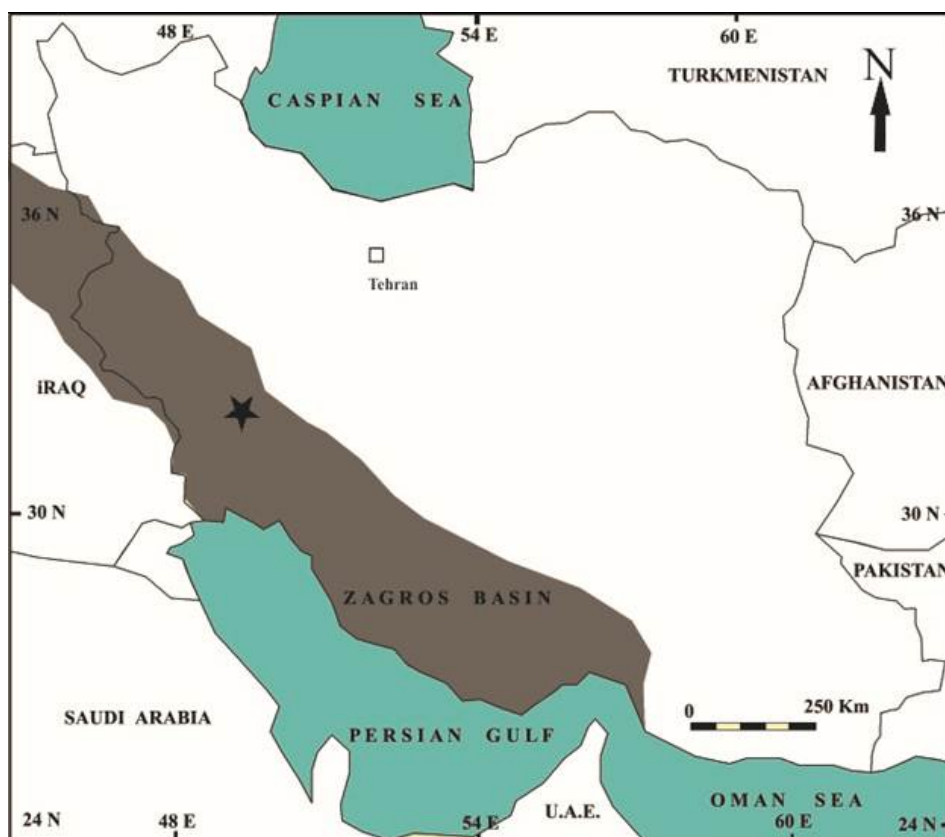 48 E
54 E
60 E
N
TURKMENISTAN
CASPIAN SEA
36 N
36 N
Tehran
iRAQ
AFGHANISTAN
30 N
30 N
PAKISTAN
ZAGROS BASIN
0
250 Km
SAUDI ARABIA
PERSIAN GULF
U.A.E.
OMAN SEA
24 N
48 E
54 E
60 E
24 N